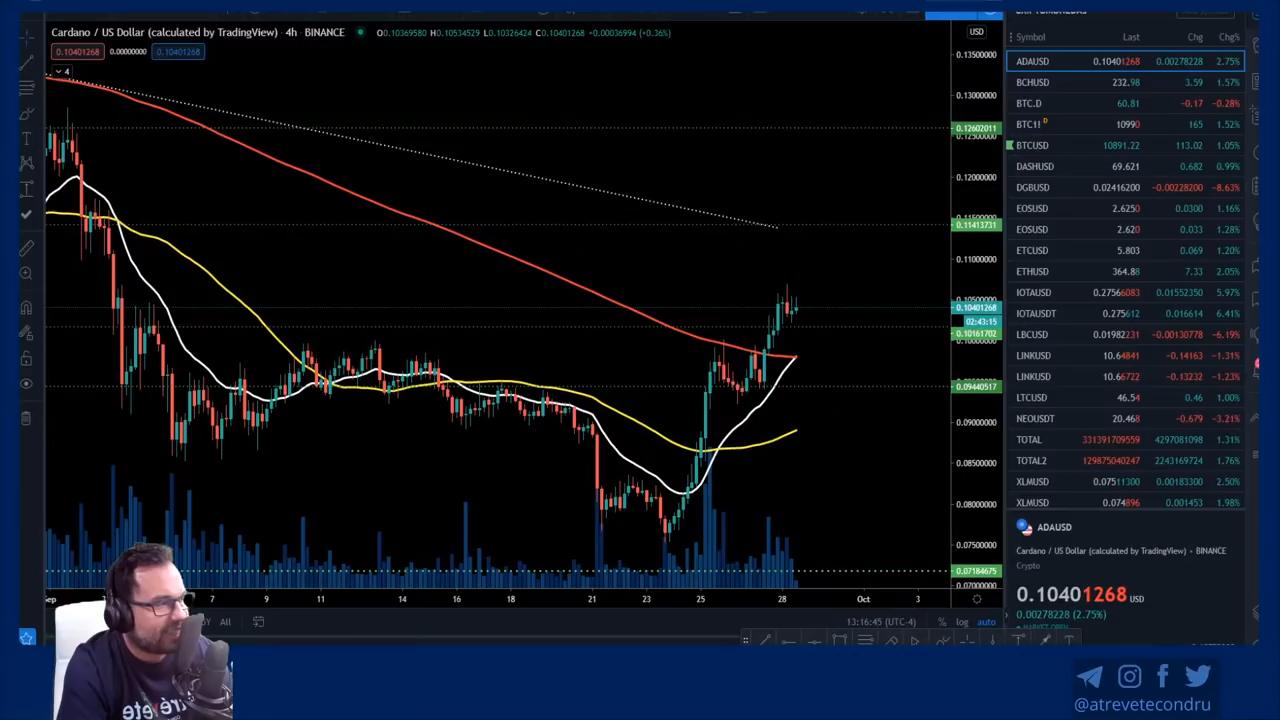 Cardano / US Dollar (calculated by TradingView) · 4h · BINANCE O0.10369580 H0.10534529 L0.10326424 C0.10401268 +0.00036994 (+0.36%)
0.10401268 0.00000000 0.10401268
4
USD
0.13500000
0.13000000
0.12602011
0.12500000
0.12000000
0.11500000
0.11413731
0.11000000
0.10500000
0.10401268
02:43:15
0.10161702
0.10000000
0.09440517
0.09000000
0.08500000
0.08000000
0.07500000
0.07184675
0.07000000
Sep 7 9 11 14 16 18 21 23 25 28 Oct 3
All
13:16:45 (UTC-4) % log auto
Symbol Last Chg Chg%
ADAUSD 0.10401268 0.00278228 2.75%
BCHUSD 232.98 3.59 1.57%
BTC.D 60.81 -0.17 -0.28%
BTC1! D 10990 165 1.52%
BTCUSD 10891.22 113.02 1.05%
DASHUSD 69.621 0.682 0.99%
DGBUSD 0.02416200 -0.00228200 -8.63%
EOSUSD 2.6250 0.0300 1.16%
EOSUSD 2.620 0.033 1.28%
ETCUSD 5.803 0.069 1.20%
ETHUSD 364.88 7.33 2.05%
IOTAUSD 0.27566083 0.01552350 5.97%
IOTAUSDT 0.275612 0.016614 6.41%
LBCUSD 0.01982231 -0.00130778 -6.19%
LINKUSD 10.64841 -0.14163 -1.31%
LINKUSD 10.66722 -0.13232 -1.23%
LTCUSD 46.54 0.46 1.00%
NEOUSDT 20.468 -0.679 -3.21%
TOTAL 331391709559 4297081098 1.31%
TOTAL2 129875040247 2243169724 1.76%
XLMUSD 0.07511300 0.00183300 2.50%
XLMUSD 0.074896 0.001453 1.98%
ADAUSD
Cardano / US Dollar (calculated by TradingView) • BINANCE
Crypto
0.10401268 USD
0.00278228 (2.75%)
MARKET OPEN
@atrevetecondru